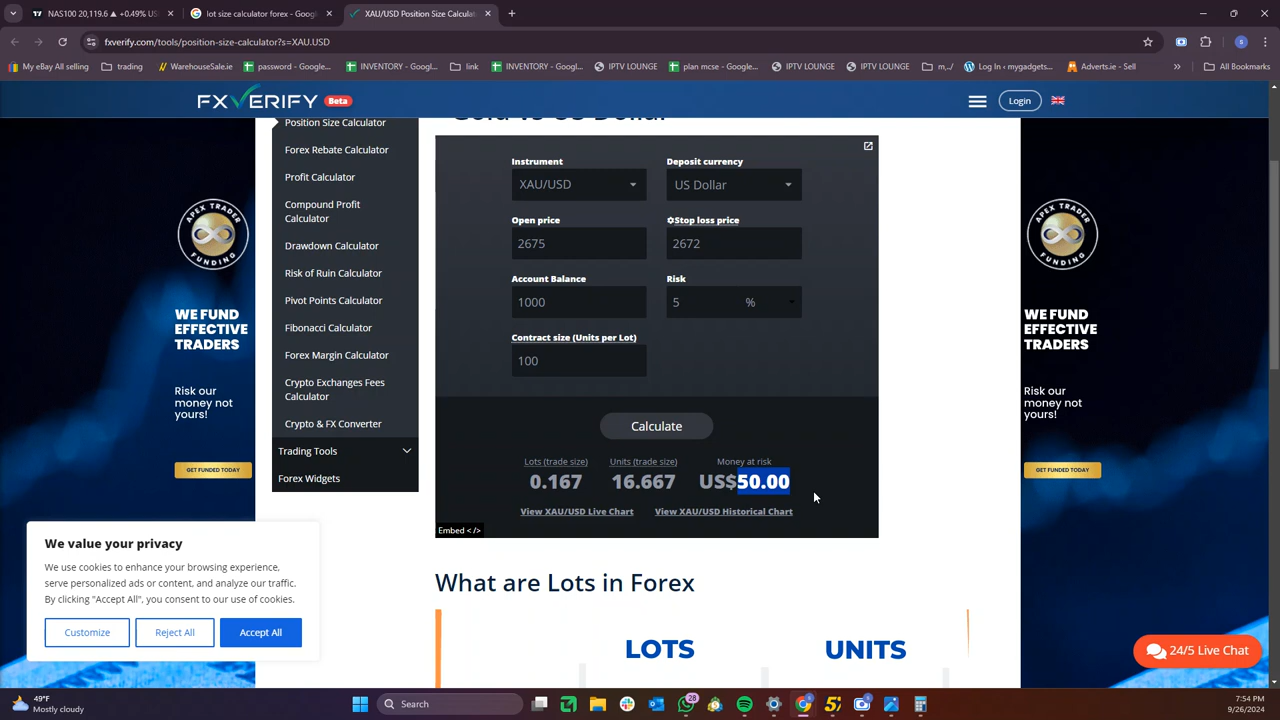 NAS100 20,119.6 ▲ +0.49% US
lot size calculator forex - Goog
XAU/USD Position Size Calculat
fxverify.com/tools/position-size-calculator?s=XAU.USD
S
My eBay All selling
trading
WarehouseSale.ie
password - Google...
INVENTORY - Googl...
link
INVENTORY - Googl...
IPTV LOUNGE
plan mcse - Googl...
IPTV LOUNGE
IPTV LOUNGE
m,../
Log In ‹ mygadgets...
Adverts.ie - Sell
»
All Bookmarks
FXVERIFY Beta
Login
Gold vs US Dollar
Position Size Calculator
Forex Rebate Calculator
Profit Calculator
Compound Profit
Calculator
Drawdown Calculator
Risk of Ruin Calculator
Pivot Points Calculator
Fibonacci Calculator
Forex Margin Calculator
Crypto Exchanges Fees
Calculator
Crypto & FX Converter
Trading Tools
Forex Widgets
Instrument
XAU/USD
Deposit currency
US Dollar
Open price
2675
Stop loss price
2672
Account Balance
1000
Risk
5 %
Contract size (Units per Lot)
100
Calculate
Lots (trade size) Units (trade size) Money at risk
0.167 16.667 US$50.00
View XAU/USD Live Chart View XAU/USD Historical Chart
Embed < />
APEX TRADER
FUNDING
WE FUND
EFFECTIVE
TRADERS
Risk our
money not
yours!
GET FUNDED TODAY
APEX TRADER
FUNDING
WE FUND
EFFECTIVE
TRADERS
Risk our
money not
yours!
GET FUNDED TODAY
We value your privacy
We use cookies to enhance your browsing experience,
serve personalized ads or content, and analyze our traffic.
By clicking "Accept All", you consent to our use of cookies.
Customize Reject All Accept All
What are Lots in Forex
LOTS UNITS
24/5 Live Chat
49°F
Mostly cloudy
Search
28
7:54 PM
9/26/2024